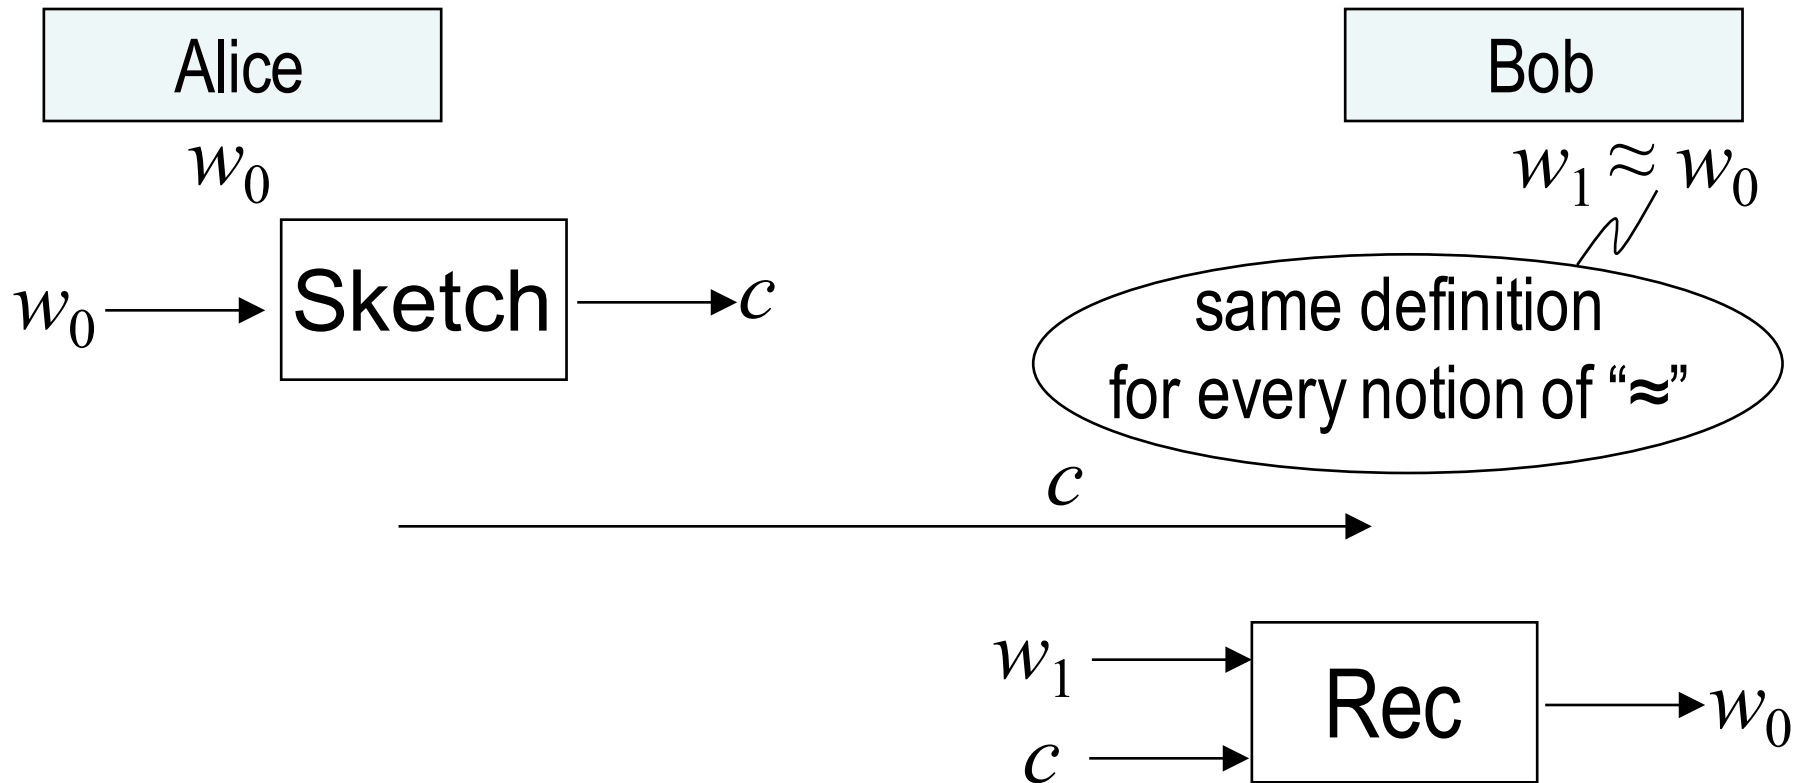 Alice
Bob
w₀
w₁ ≈ w₀
w₀
Sketch
c
same definition
for every notion of “≈”
c
w₁
c
Rec
w₀